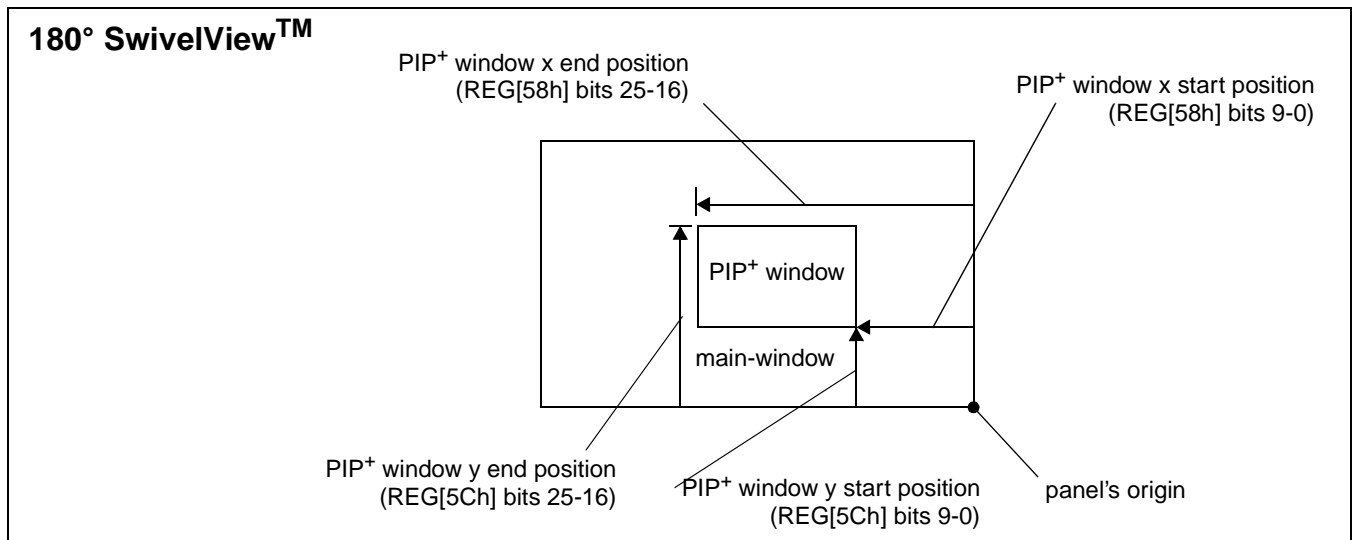 180° SwivelView™
PIP+ window x end position
(REG[58h] bits 25-16)
PIP+ window x start position
(REG[58h] bits 9-0)
PIP+ window
main-window
PIP+ window y end position
(REG[5Ch] bits 25-16)
PIP+ window y start position
(REG[5Ch] bits 9-0)
panel's origin